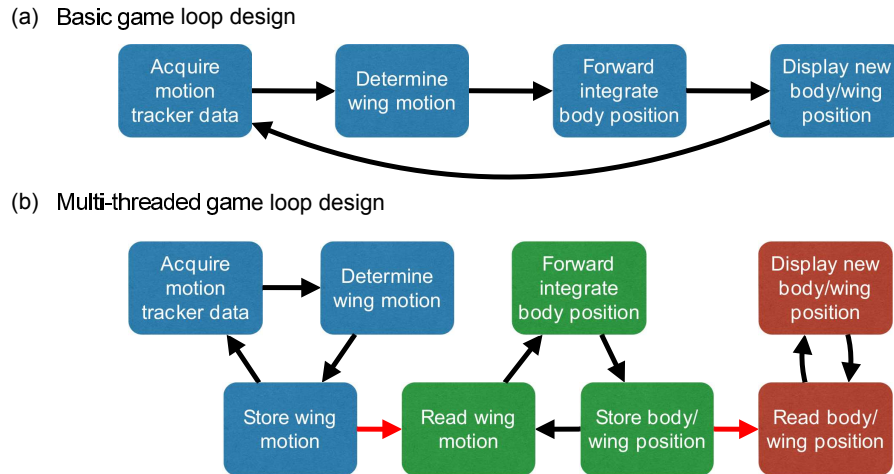 (a) Basic game loop design
Acquire
motion
tracker data
Determine
wing motion
Forward
integrate
body position
Display new
body/wing
position
(b) Multi-threaded game loop design
Acquire
motion
tracker data
Determine
wing motion
Forward
integrate
body position
Display new
body/wing
position
Store wing
motion
Read wing
motion
Store body/
wing position
Read body/
wing position